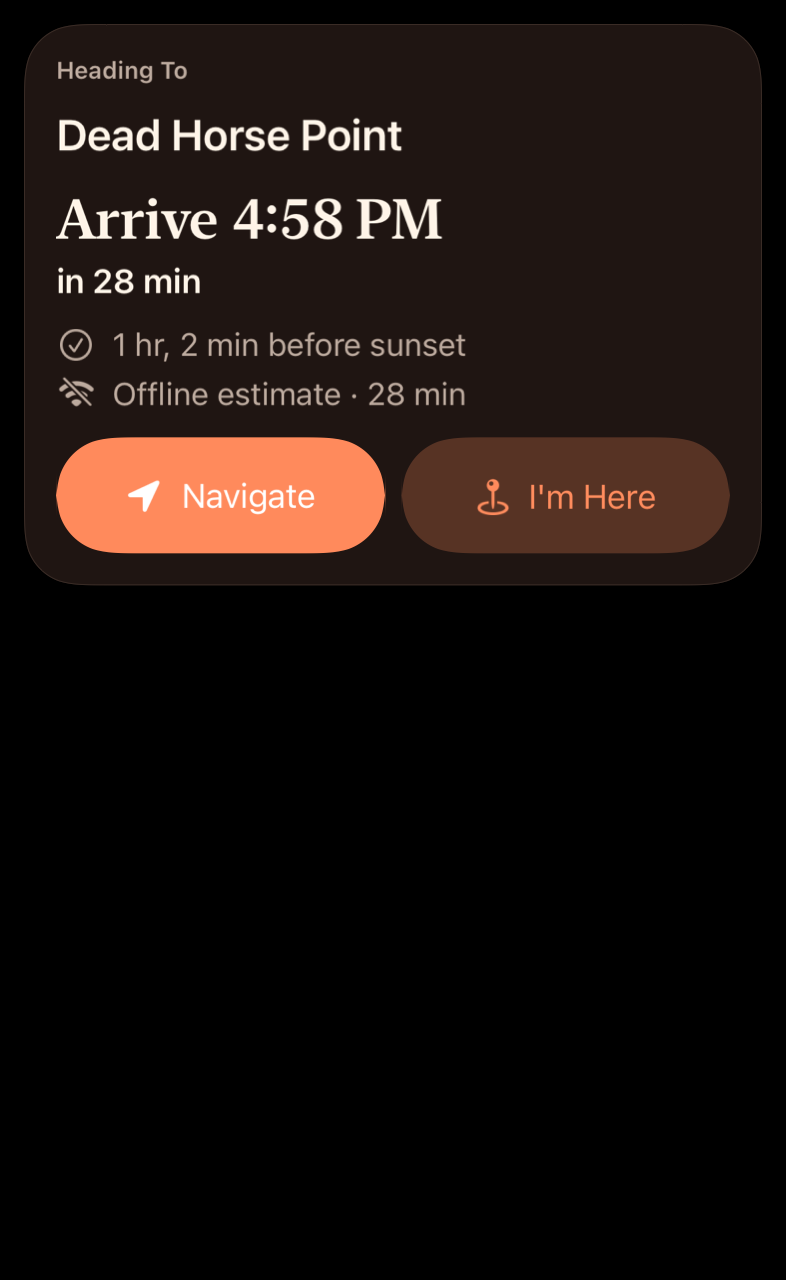 Heading To
Dead Horse Point
Arrive 4:58 PM
in 28 min
1 hr, 2 min before sunset
Offline estimate · 28 min
Navigate
I'm Here